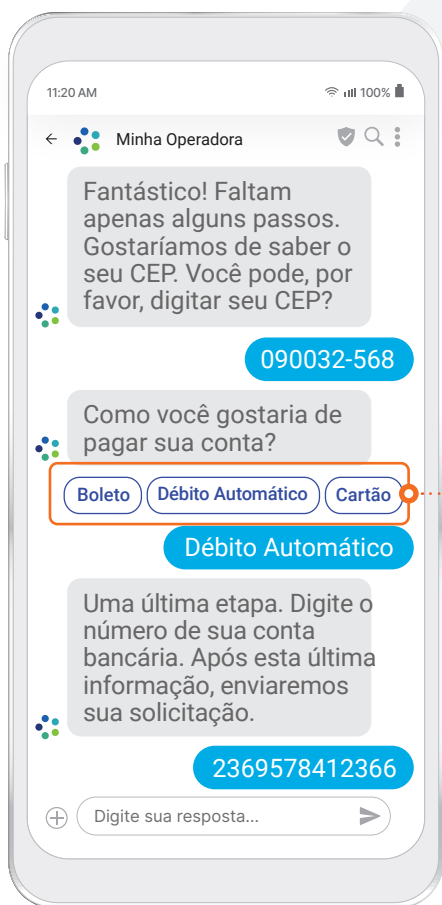 11:20 AM 100%
Minha Operadora
Fantástico! Faltam
apenas alguns passos.
Gostaríamos de saber o
seu CEP. Você pode, por
favor, digitar seu CEP?
090032-568
Como você gostaria de
pagar sua conta?
Boleto Débito Automático Cartão
Débito Automático
Uma última etapa. Digite o
número de sua conta
bancária. Após esta última
informação, enviaremos
sua solicitação.
2369578412366
Digite sua resposta...